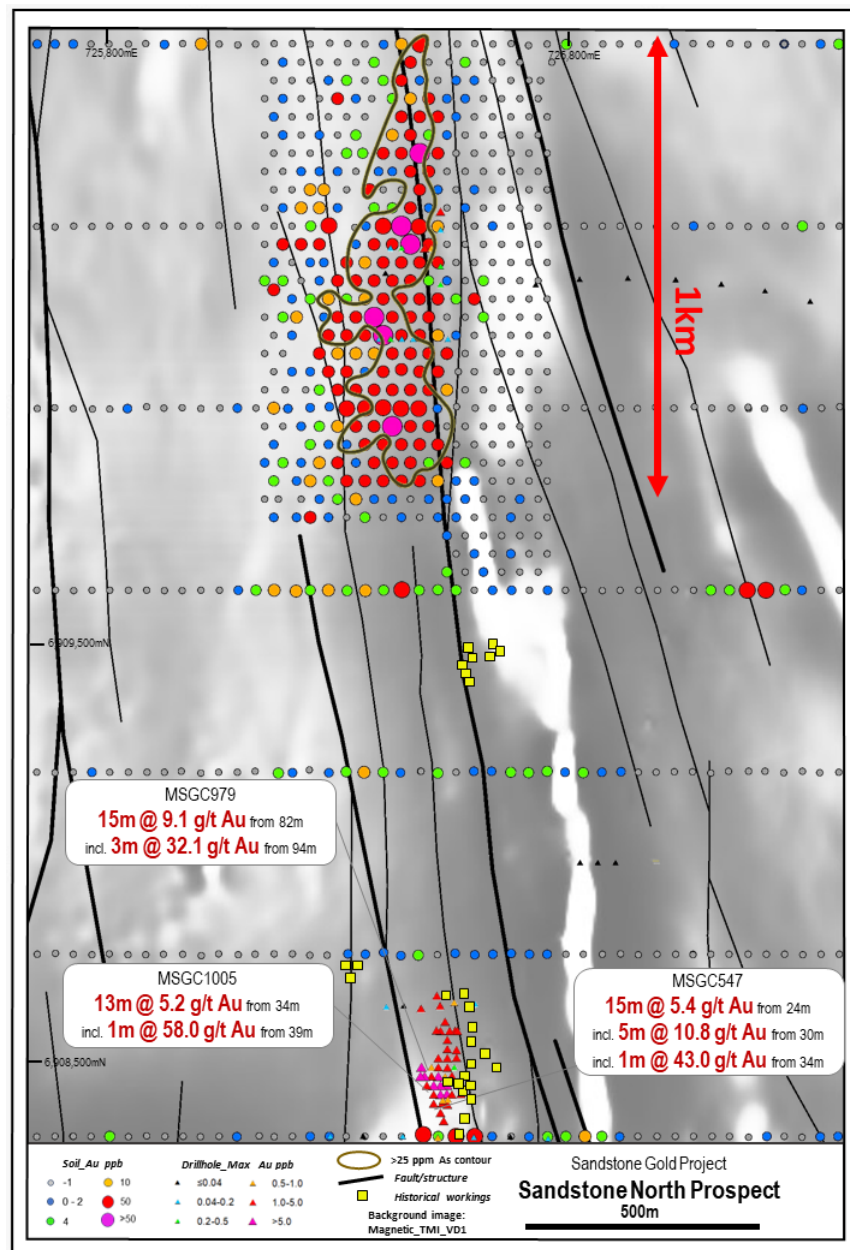 725,800mE
726,800mE
1km
6,909,500mN
MSGC979
15m @ 9.1 g/t Au from 82m
incl. 3m @ 32.1 g/t Au from 94m
MSGC1005
13m @ 5.2 g/t Au from 34m
incl. 1m @ 58.0 g/t Au from 39m
MSGC547
15m @ 5.4 g/t Au from 24m
incl. 5m @ 10.8 g/t Au from 30m
incl. 1m @ 43.0 g/t Au from 34m
6,908,500mN
Soil_Au ppb
-1
0 - 2
4
10
50
>50
Drillhole_Max Au ppb
≤0.04
0.04-0.2
0.2-0.5
0.5-1.0
1.0-5.0
>5.0
>25 ppm As contour
Fault/structure
Historical workings
Background image:
Magnetic_TMI_VD1
Sandstone Gold Project
Sandstone North Prospect
500m